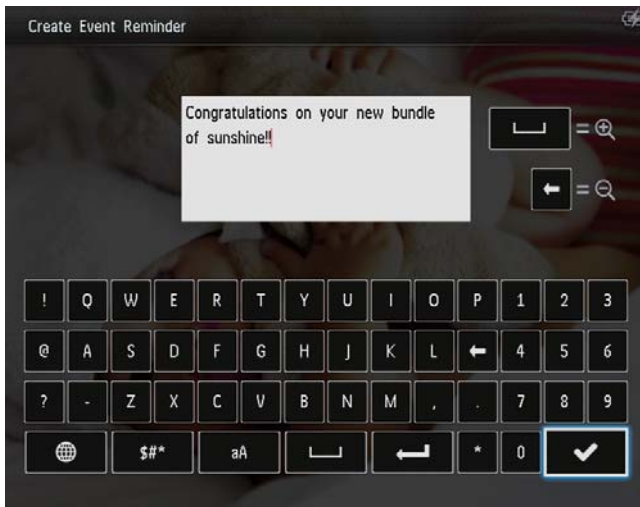 Create Event Reminder
Congratulations on your new bundle
of sunshine!!
=
=
! Q W E R T Y U I O P 1 2 3
@ A S D F G H J K L 4 5 6
? - Z X C V B N M , . 7 8 9
$#* aA * 0